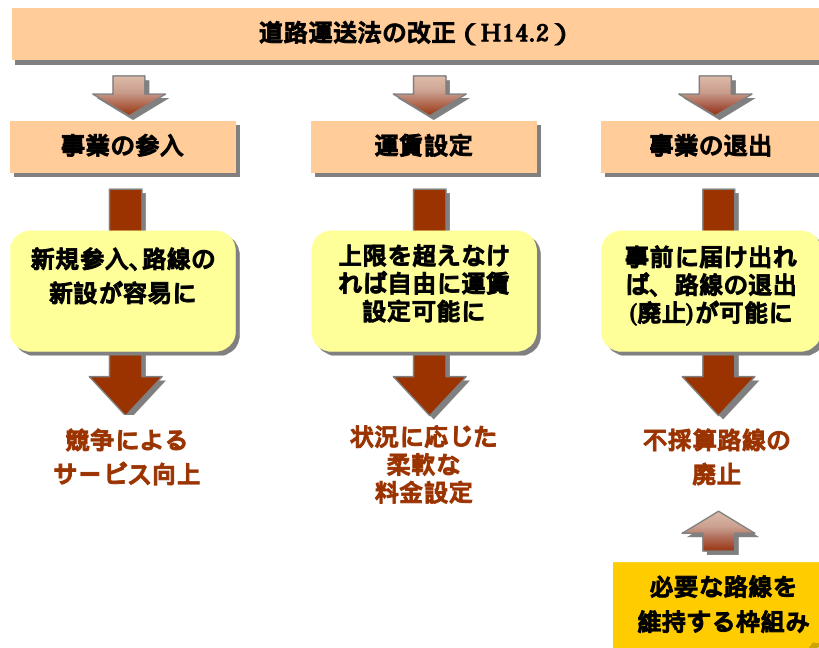 道路運送法の改正（H14.2）
事業の参入
運賃設定
事業の退出
新規参入、路線の
新設が容易に
上限を超えなけ
れば自由に運賃
設定可能に
事前に届け出れ
ば、路線の退出
(廃止)が可能に
競争による
サービス向上
状況に応じた
柔軟な
料金設定
不採算路線の
廃止
必要な路線を
維持する枠組み